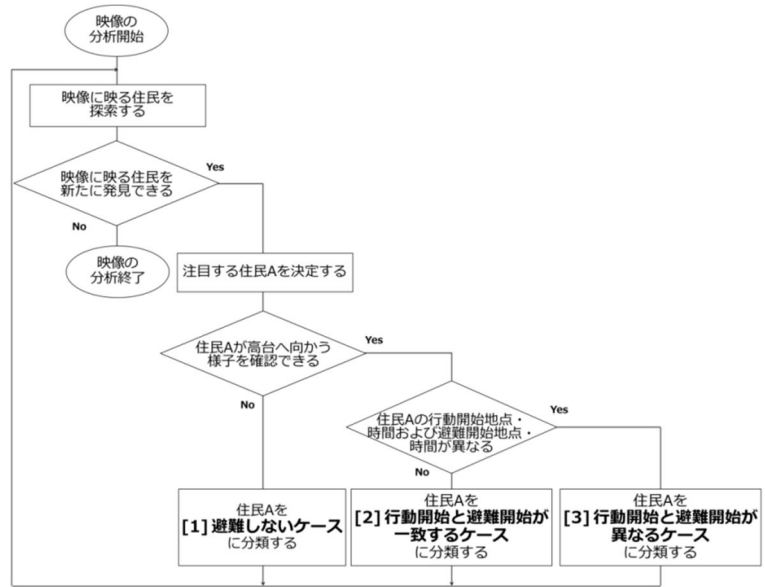 映像の
分析開始
映像に映る住民を
探索する
映像に映る住民を
新たに発見できる
Yes
No
映像の
分析終了
注目する住民Aを決定する
住民Aが高台へ向かう
様子を確認できる
Yes
No
住民Aの行動開始地点・
時間および避難開始地点・
時間が異なる
Yes
No
住民Aを
[1] 避難しないケース
に分類する
住民Aを
[2] 行動開始と避難開始が
一致するケース
に分類する
住民Aを
[3] 行動開始と避難開始が
異なるケース
に分類する